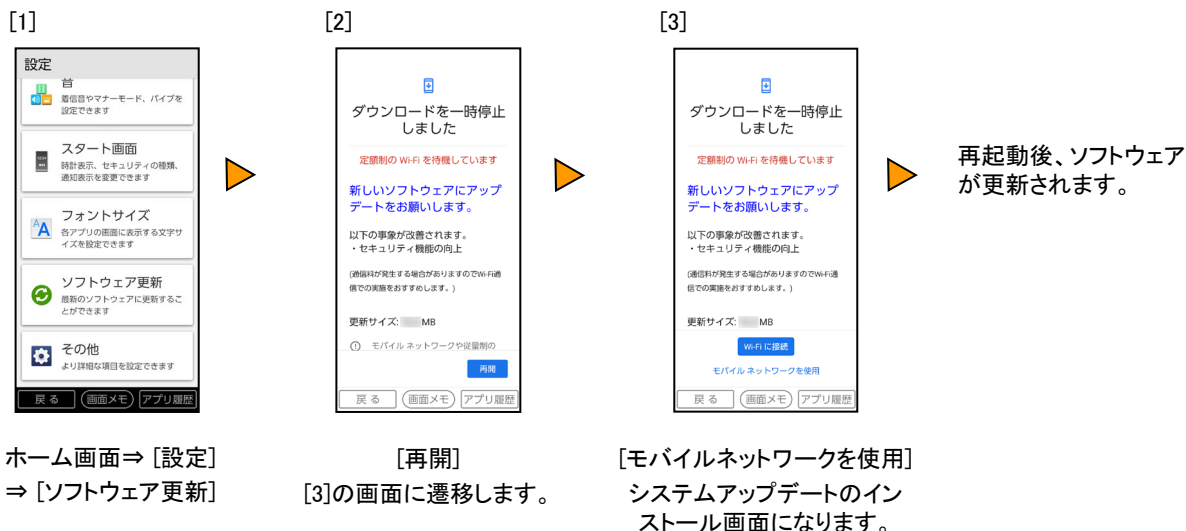 [1]
設定
音
着信音やマナーモード、バイブを
設定できます
スタート画面
時計表示、セキュリティの種類、
通知表示を変更できます
フォントサイズ
各アプリの画面に表示する文字サ
イズを設定できます
ソフトウェア更新
最新のソフトウェアに更新するこ
とができます
その他
より詳細な項目を設定できます
戻る
画面メモ
アプリ履歴
ホーム画面⇒ [設定]
⇒ [ソフトウェア更新]
[2]
ダウンロードを一時停止
しました
定額制の Wi-Fi を待機しています
新しいソフトウェアにアップ
デートをお願いします。
以下の事象が改善されます。
・セキュリティ機能の向上
(通信料が発生する場合がありますのでWi-Fi通
信での実施をおすすめします。)
更新サイズ: MB
モバイル ネットワークや従量制の
再開
戻る
画面メモ
アプリ履歴
[再開]
[3]の画面に遷移します。
[3]
ダウンロードを一時停止
しました
定額制の Wi-Fi を待機しています
新しいソフトウェアにアップ
デートをお願いします。
以下の事象が改善されます。
・セキュリティ機能の向上
(通信料が発生する場合がありますのでWi-Fi通
信での実施をおすすめします。)
更新サイズ: MB
Wi-Fi に接続
モバイル ネットワークを使用
戻る
画面メモ
アプリ履歴
[モバイルネットワークを使用]
システムアップデートのイン
ストール画面になります。
再起動後、ソフトウェア
が更新されます。